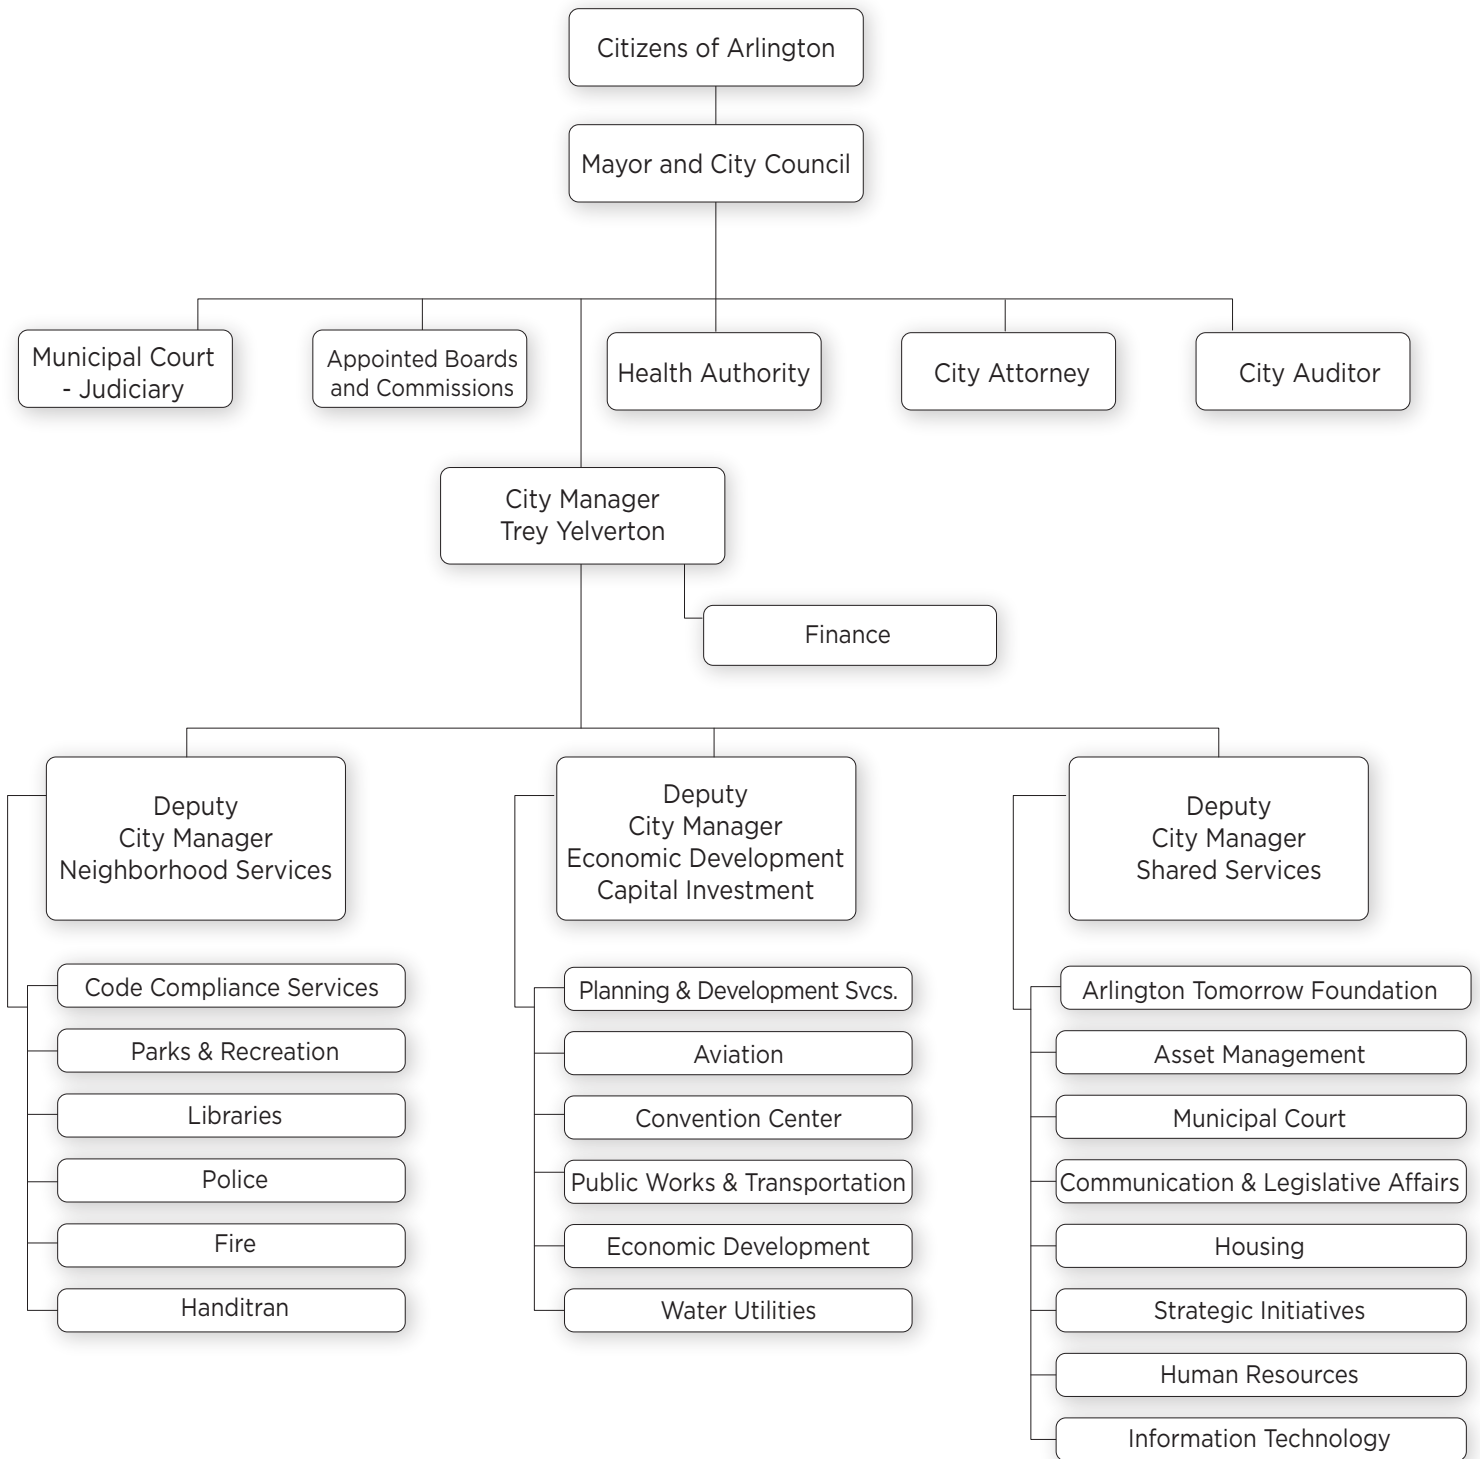 Citizens of Arlington
Mayor and City Council
Municipal Court
- Judiciary
Appointed Boards
and Commissions
Health Authority
City Attorney
City Auditor
City Manager
Trey Yelverton
Finance
Deputy
City Manager
Neighborhood Services
Deputy
City Manager
Economic Development
Capital Investment
Deputy
City Manager
Shared Services
Code Compliance Services
Parks & Recreation
Libraries
Police
Fire
Handitran
Planning & Development Svcs.
Aviation
Convention Center
Public Works & Transportation
Economic Development
Water Utilities
Arlington Tomorrow Foundation
Asset Management
Municipal Court
Communication & Legislative Affairs
Housing
Strategic Initiatives
Human Resources
Information Technology